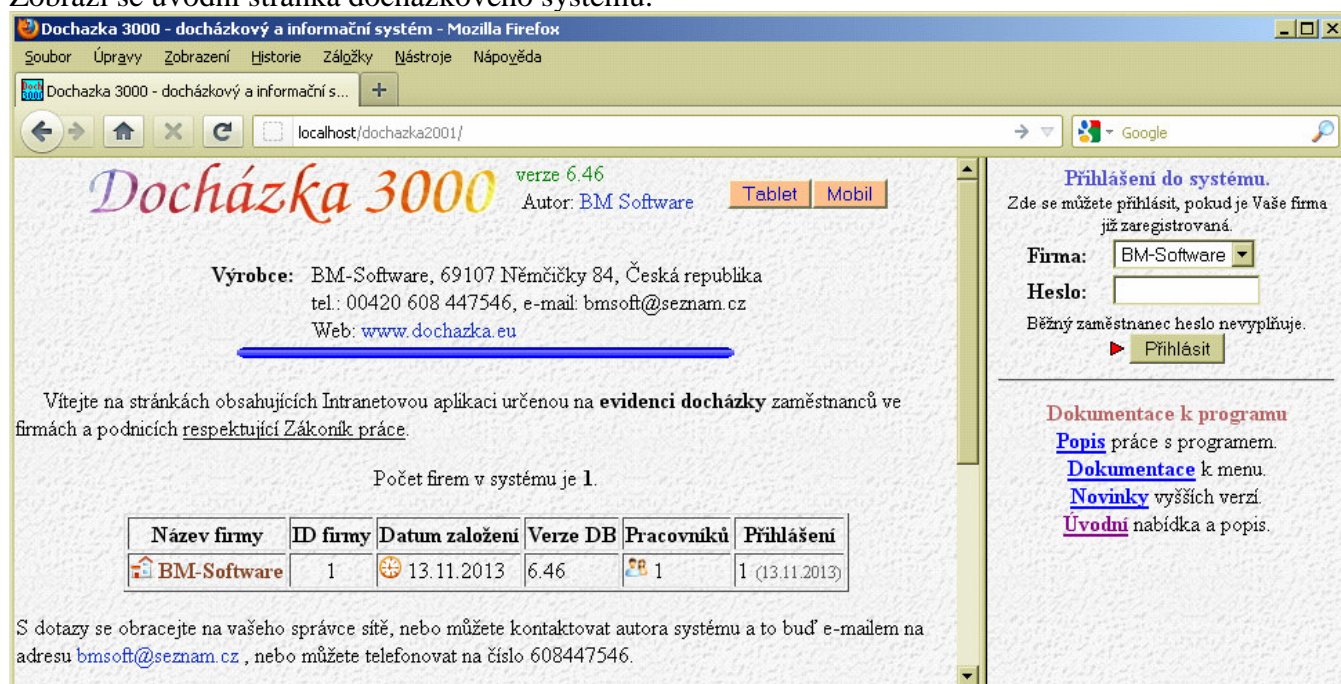 Zobrazí se úvodní stránka docházkového systému:
Dochazka 3000 - docházkový a informační systém - Mozilla Firefox
Soubor Úpravy Zobrazení Historie Záložky Nástroje Nápověda
Dochazka 3000 - docházkový a informační s... +
localhost/dochazka2001/
Google
Docházka 3000
verze 6.46
Autor: BM Software
Tablet Mobil
Výrobce: BM-Software, 69107 Němčičky 84, Česká republika
tel.: 00420 608 447546, e-mail: bmsoft@seznam.cz
Web: www.dochazka.eu
Vítejte na stránkách obsahujících Intranetovou aplikaci určenou na evidenci docházky zaměstnanců ve
firmách a podnicích respektující Zákoník práce.
Počet firem v systému je 1.
Název firmy ID firmy Datum založení Verze DB Pracovníků Přihlášení
BM-Software 1 13.11.2013 6.46 1 1 (13.11.2013)
S dotazy se obracejte na vašeho správce sítě, nebo můžete kontaktovat autora systému a to buď e-mailem na
adresu bmsoft@seznam.cz , nebo můžete telefonovat na číslo 608447546.
Přihlášení do systému.
Zde se můžete přihlásit, pokud je Vaše firma
již zaregistrovaná.
Firma: BM-Software
Heslo:
Běžný zaměstnanec heslo nevyplňuje.
Přihlásit
Dokumentace k programu
Popis práce s programem.
Dokumentace k menu.
Novinky vyšších verzí.
Úvodní nabídka a popis.